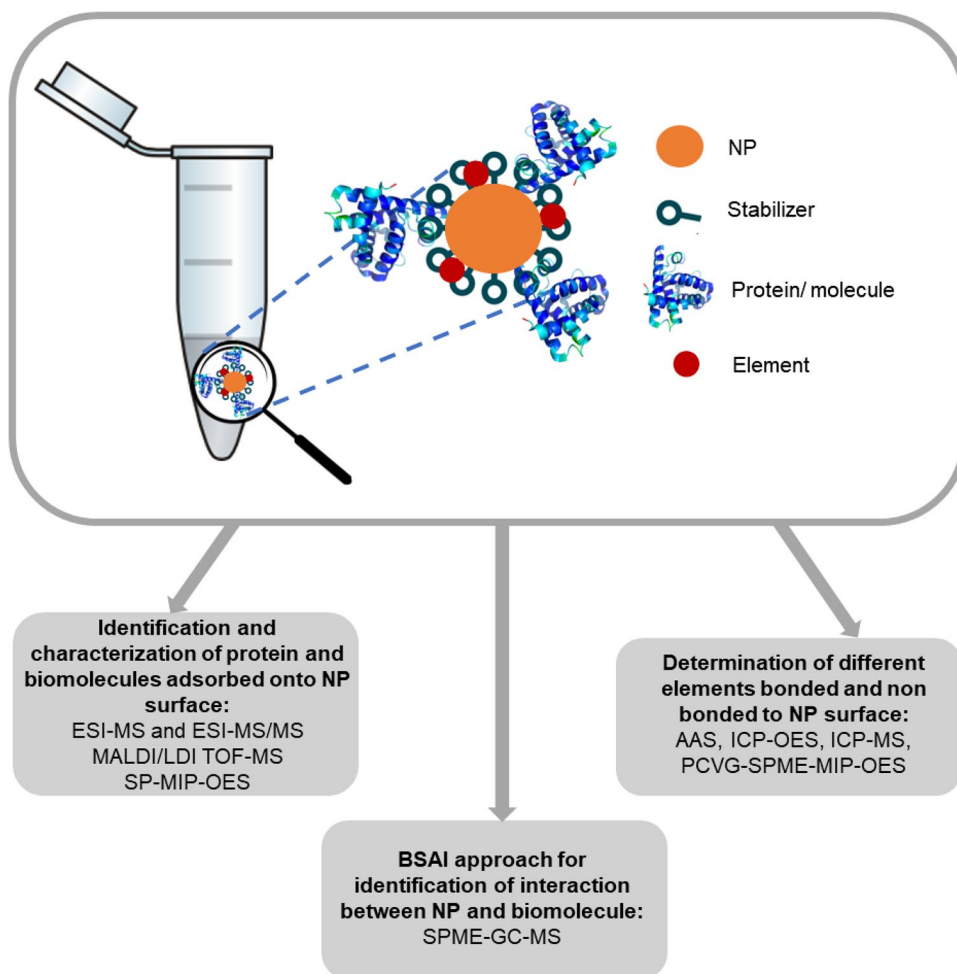 NP
Stabilizer
Protein/ molecule
Element
Identification and
characterization of protein and
biomolecules adsorbed onto NP
surface:
ESI-MS and ESI-MS/MS
MALDI/LDI TOF-MS
SP-MIP-OES
Determination of different
elements bonded and non
bonded to NP surface:
AAS, ICP-OES, ICP-MS,
PCVG-SPME-MIP-OES
BSAI approach for
identification of interaction
between NP and biomolecule:
SPME-GC-MS